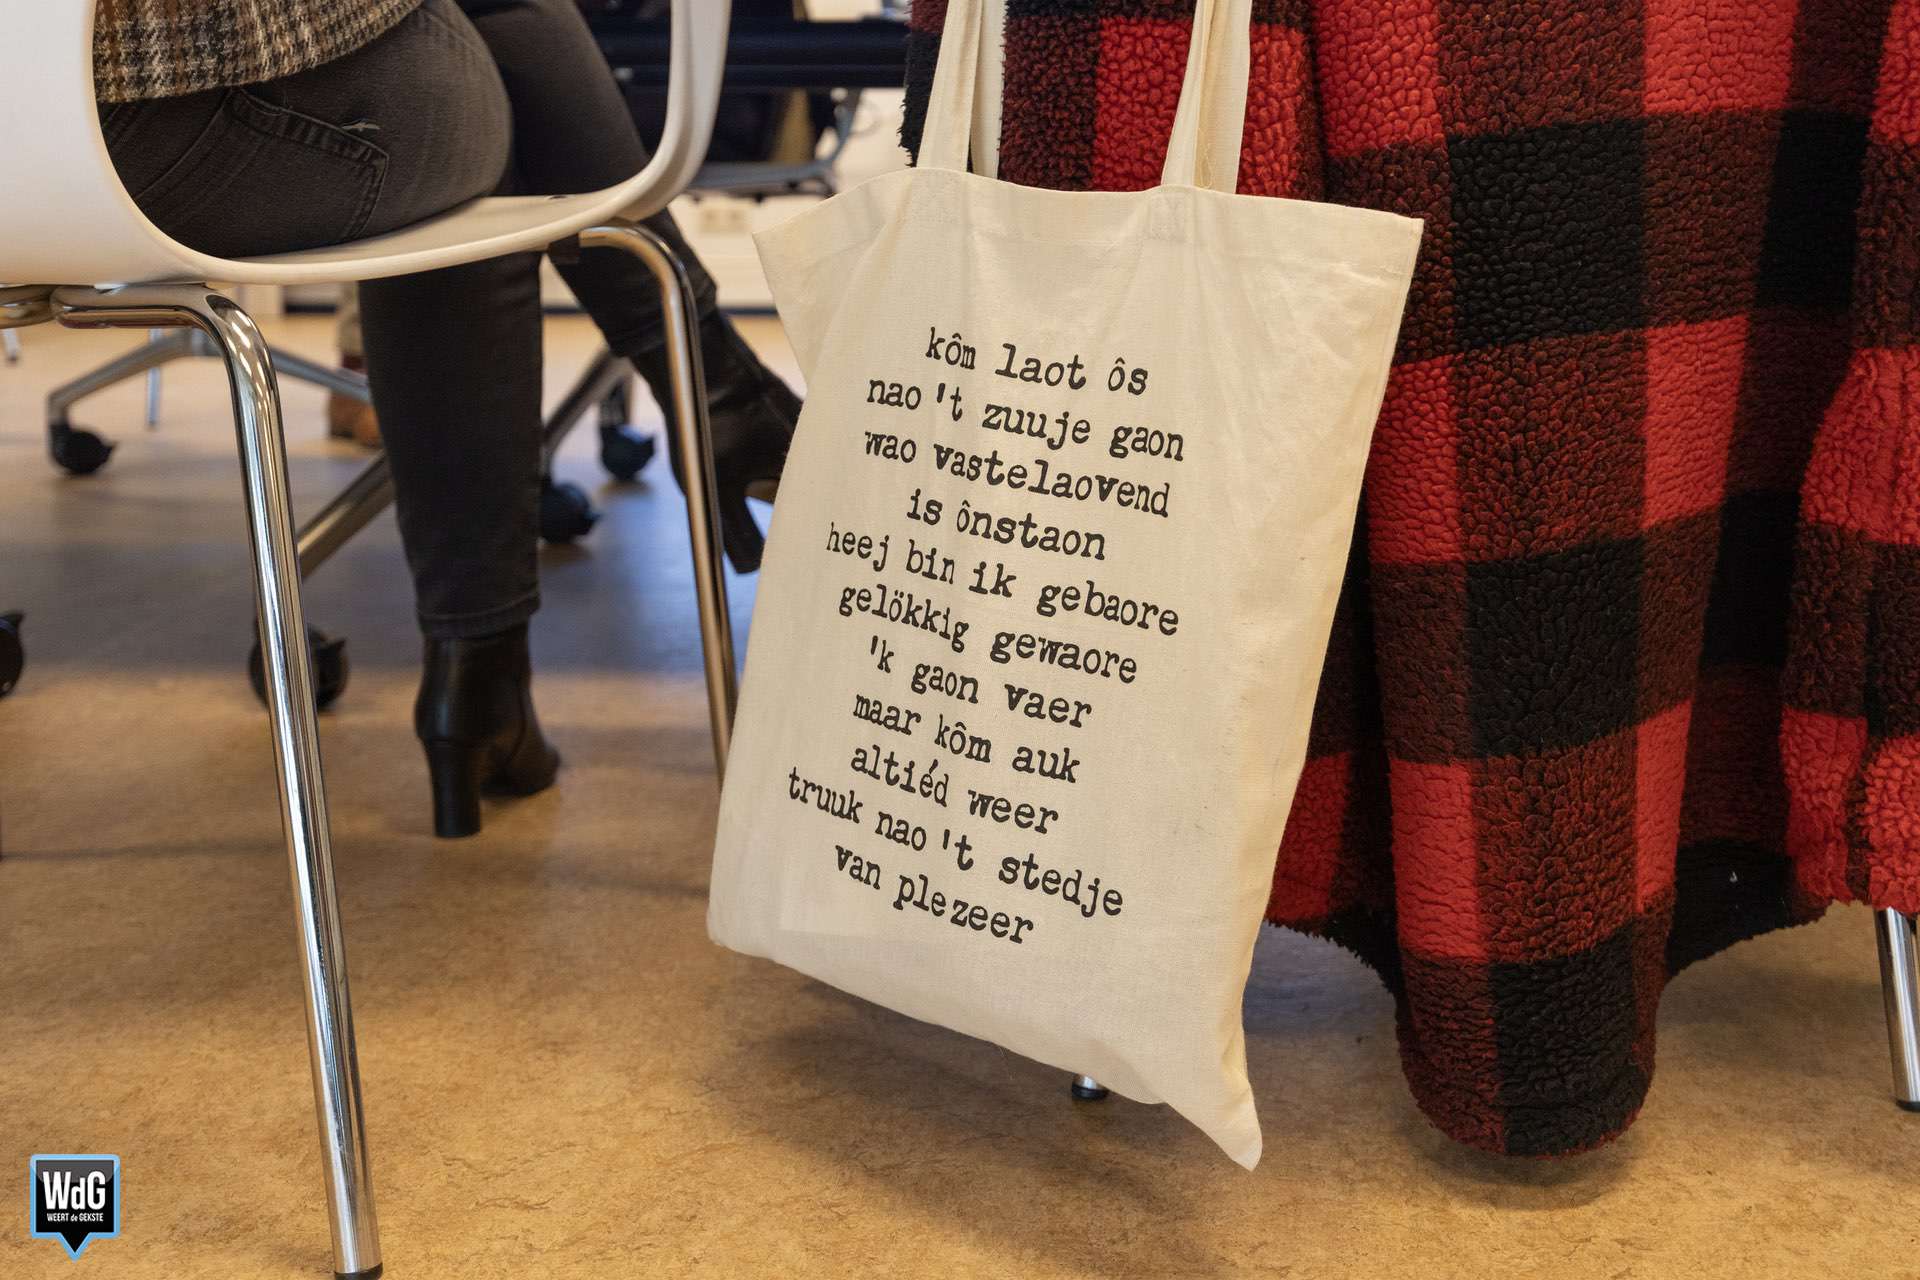 kôm laot ôs
nao 't zuuje gaon
wao vastelaovend
is ônstaon
heej bin ik gebaore
gelökkig gewaore
'k gaon vaer
maar kôm auk
altiéd weer
truuk nao 't stedje
van plezeer
WdG
WEERT de GEKSTE